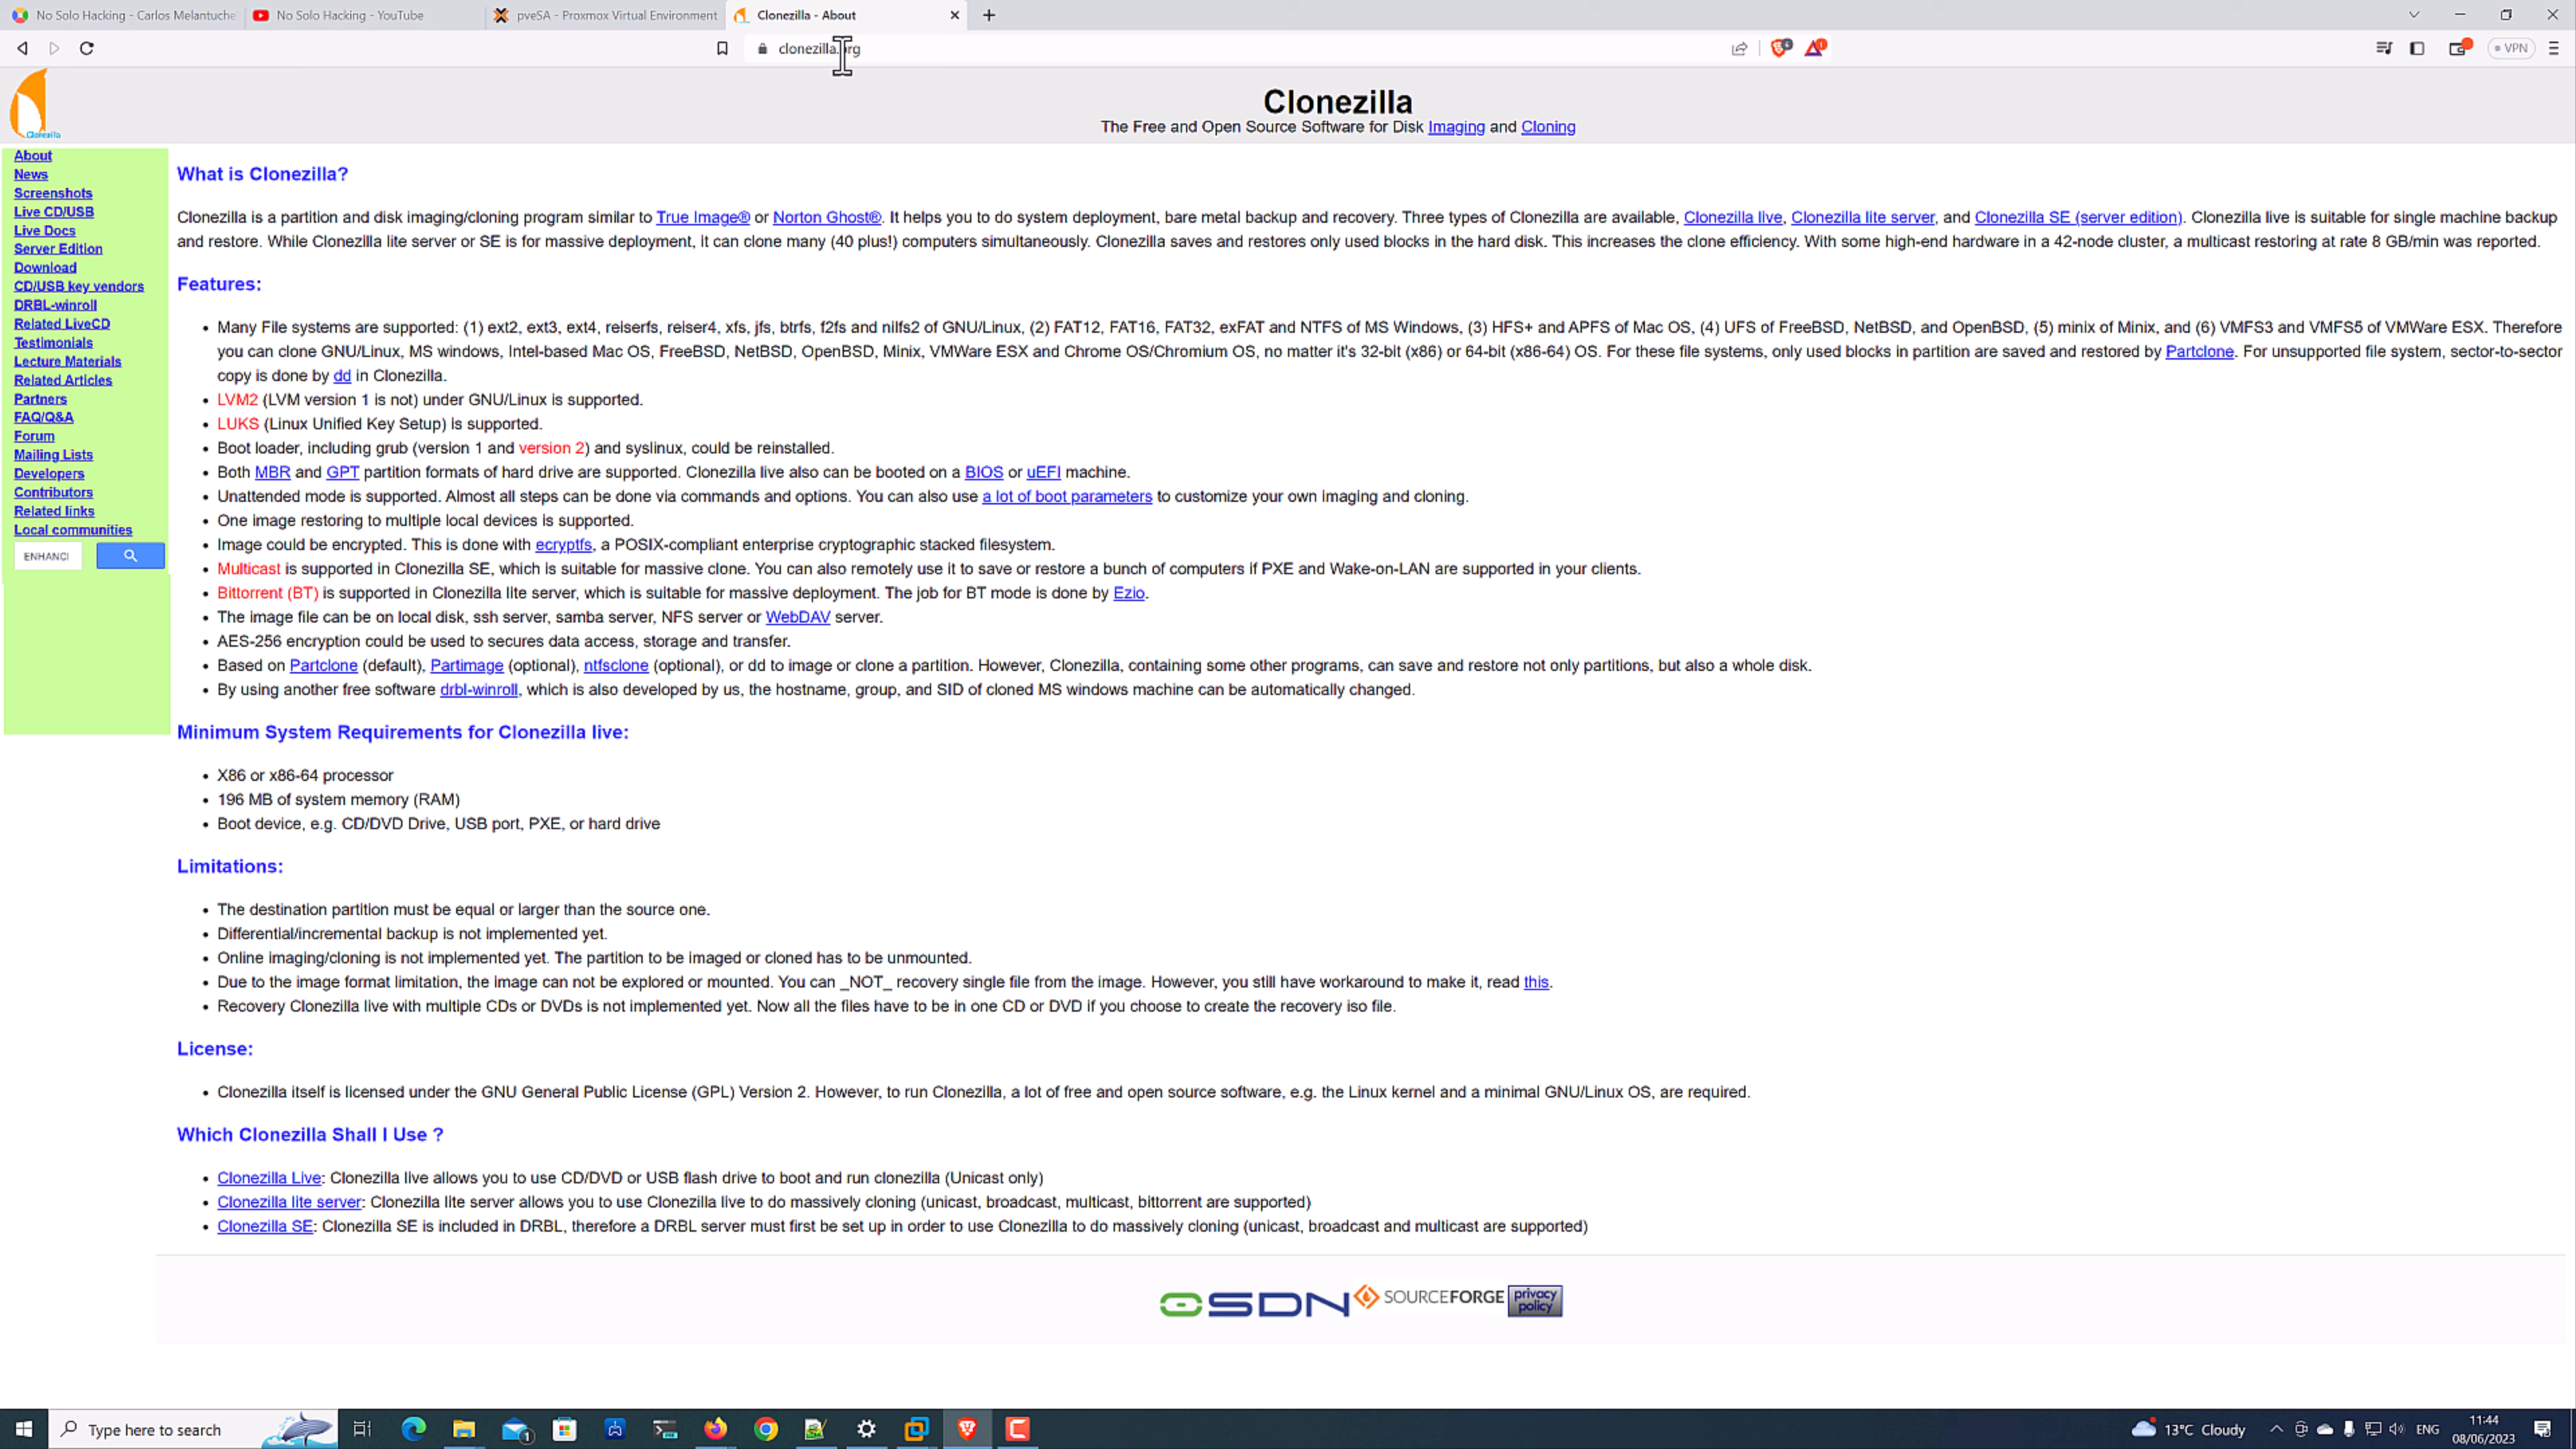 No Solo Hacking - Carlos Melantuche
No Solo Hacking - YouTube
pveSA - Proxmox Virtual Environment
Clonezilla - About
clonezilla.org
VPN
Clonezilla
Clonezilla
The Free and Open Source Software for Disk Imaging and Cloning
About
News
Screenshots
Live CD/USB
Live Docs
Server Edition
Download
CD/USB key vendors
DRBL-winroll
Related LiveCD
Testimonials
Lecture Materials
Related Articles
Partners
FAQ/Q&A
Forum
Mailing Lists
Developers
Contributors
Related links
Local communities
ENHANCI
What is Clonezilla?
Clonezilla is a partition and disk imaging/cloning program similar to True Image® or Norton Ghost®. It helps you to do system deployment, bare metal backup and recovery. Three types of Clonezilla are available, Clonezilla live, Clonezilla lite server, and Clonezilla SE (server edition). Clonezilla live is suitable for single machine backup
and restore. While Clonezilla lite server or SE is for massive deployment, it can clone many (40 plus!) computers simultaneously. Clonezilla saves and restores only used blocks in the hard disk. This increases the clone efficiency. With some high-end hardware in a 42-node cluster, a multicast restoring at rate 8 GB/min was reported.
Features:
• Many File systems are supported: (1) ext2, ext3, ext4, reiserfs, reiser4, xfs, jfs, btrfs, f2fs and nilfs2 of GNU/Linux, (2) FAT12, FAT16, FAT32, exFAT and NTFS of MS Windows, (3) HFS+ and APFS of Mac OS, (4) UFS of FreeBSD, NetBSD, and OpenBSD, (5) minix of Minix, and (6) VMFS3 and VMFS5 of VMWare ESX. Therefore
you can clone GNU/Linux, MS windows, Intel-based Mac OS, FreeBSD, NetBSD, OpenBSD, Minix, VMWare ESX and Chrome OS/Chromium OS, no matter it's 32-bit (x86) or 64-bit (x86-64) OS. For these file systems, only used blocks in partition are saved and restored by Partclone. For unsupported file system, sector-to-sector
copy is done by dd in Clonezilla.
• LVM2 (LVM version 1 is not) under GNU/Linux is supported.
• LUKS (Linux Unified Key Setup) is supported.
• Boot loader, including grub (version 1 and version 2) and syslinux, could be reinstalled.
• Both MBR and GPT partition formats of hard drive are supported. Clonezilla live also can be booted on a BIOS or uEFI machine.
• Unattended mode is supported. Almost all steps can be done via commands and options. You can also use a lot of boot parameters to customize your own imaging and cloning.
• One image restoring to multiple local devices is supported.
• Image could be encrypted. This is done with ecryptfs, a POSIX-compliant enterprise cryptographic stacked filesystem.
• Multicast is supported in Clonezilla SE, which is suitable for massive clone. You can also remotely use it to save or restore a bunch of computers if PXE and Wake-on-LAN are supported in your clients.
• Bittorrent (BT) is supported in Clonezilla lite server, which is suitable for massive deployment. The job for BT mode is done by Ezio.
• The image file can be on local disk, ssh server, samba server, NFS server or WebDAV server.
• AES-256 encryption could be used to secures data access, storage and transfer.
• Based on Partclone (default), Partimage (optional), ntfsclone (optional), or dd to image or clone a partition. However, Clonezilla, containing some other programs, can save and restore not only partitions, but also a whole disk.
• By using another free software drbl-winroll, which is also developed by us, the hostname, group, and SID of cloned MS windows machine can be automatically changed.
Minimum System Requirements for Clonezilla live:
• X86 or x86-64 processor
• 196 MB of system memory (RAM)
• Boot device, e.g. CD/DVD Drive, USB port, PXE, or hard drive
Limitations:
• The destination partition must be equal or larger than the source one.
• Differential/incremental backup is not implemented yet.
• Online imaging/cloning is not implemented yet. The partition to be imaged or cloned has to be unmounted.
• Due to the image format limitation, the image can not be explored or mounted. You can _NOT_ recovery single file from the image. However, you still have workaround to make it, read this.
• Recovery Clonezilla live with multiple CDs or DVDs is not implemented yet. Now all the files have to be in one CD or DVD if you choose to create the recovery iso file.
License:
• Clonezilla itself is licensed under the GNU General Public License (GPL) Version 2. However, to run Clonezilla, a lot of free and open source software, e.g. the Linux kernel and a minimal GNU/Linux OS, are required.
Which Clonezilla Shall I Use ?
• Clonezilla Live: Clonezilla live allows you to use CD/DVD or USB flash drive to boot and run clonezilla (Unicast only)
• Clonezilla lite server: Clonezilla lite server allows you to use Clonezilla live to do massively cloning (unicast, broadcast, multicast, bittorrent are supported)
• Clonezilla SE: Clonezilla SE is included in DRBL, therefore a DRBL server must first be set up in order to use Clonezilla to do massively cloning (unicast, broadcast and multicast are supported)
OSDN SOURCEFORGE privacy policy
Type here to search
1
13°C Cloudy
ENG
11:44
08/06/2023